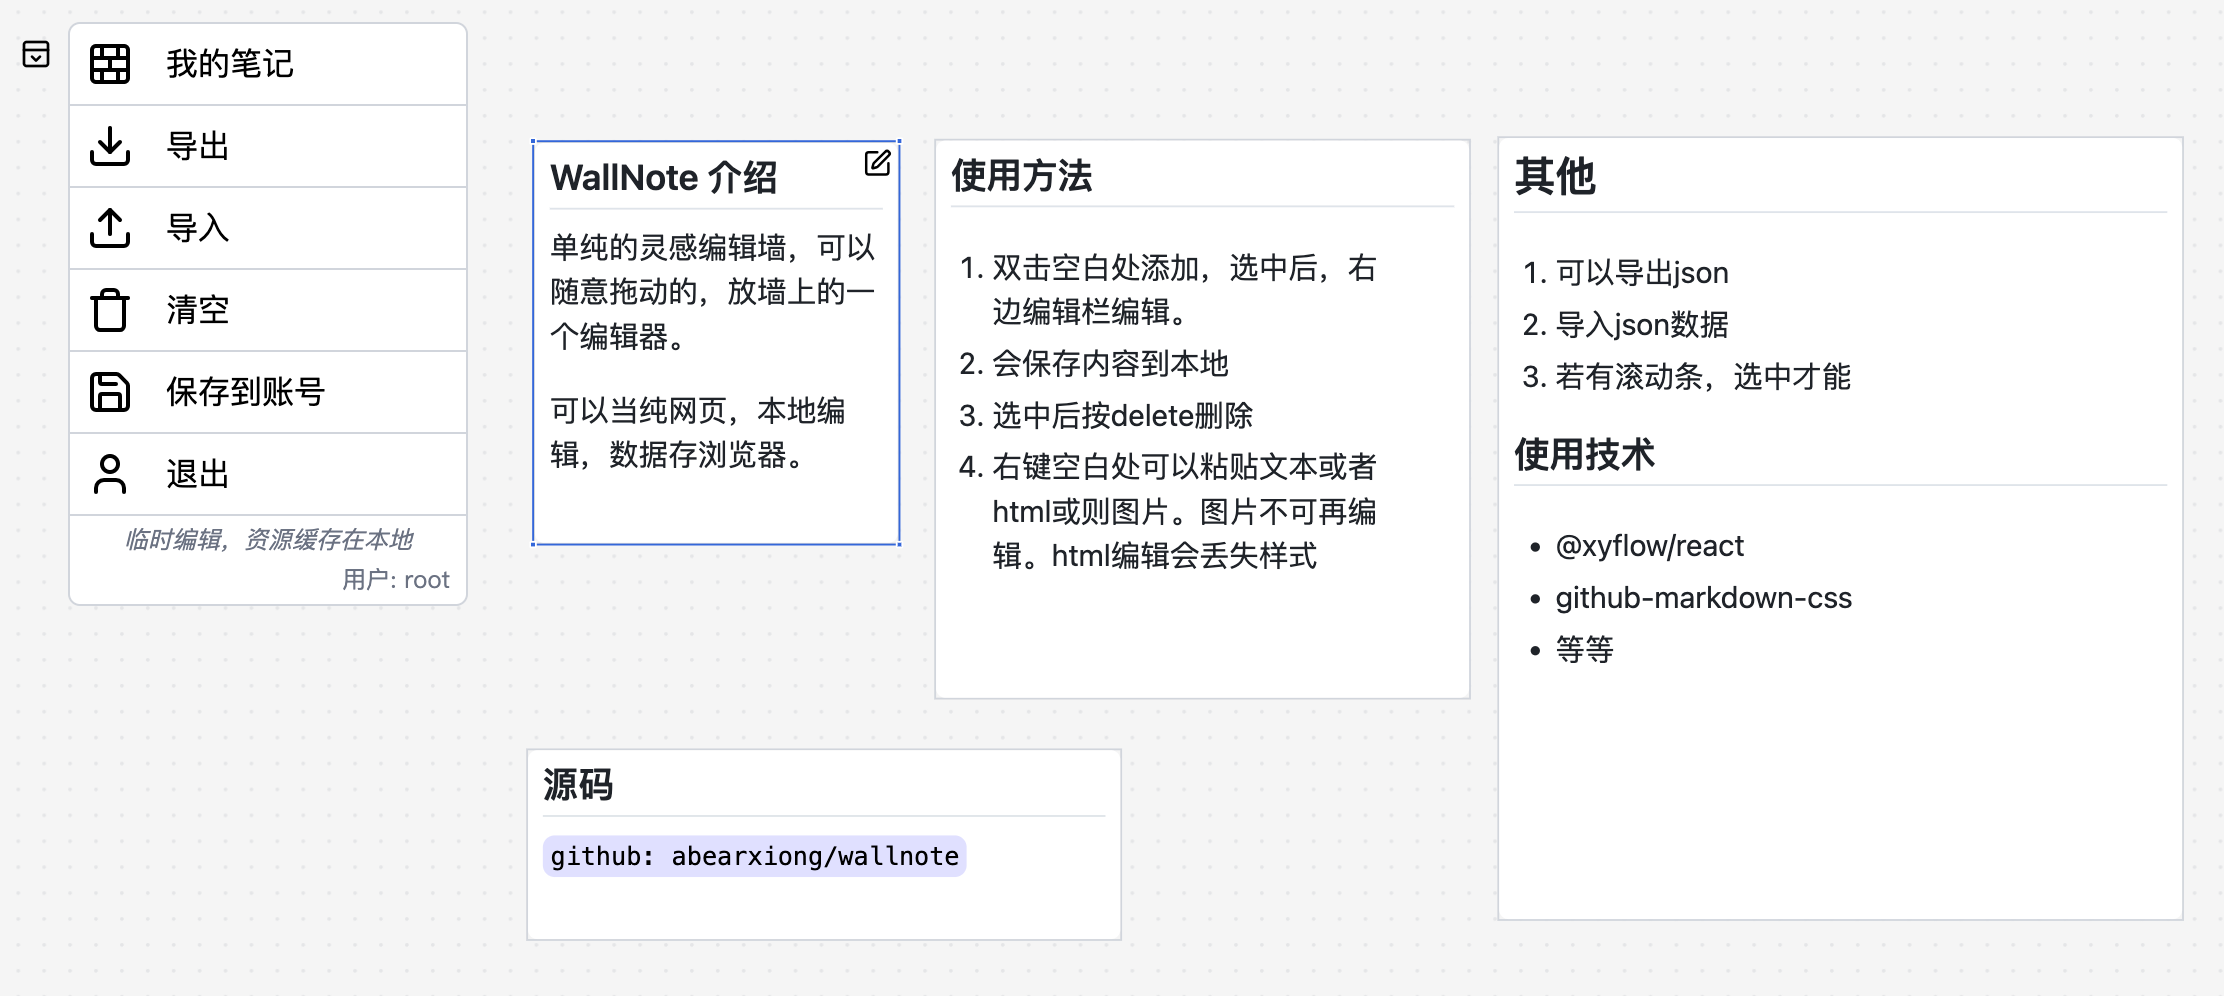 我的笔记
导出
导入
清空
保存到账号
退出
临时编辑，资源缓存在本地
用户: root
WallNote 介绍
单纯的灵感编辑墙，可以
随意拖动的，放墙上的一
个编辑器。
可以当纯网页，本地编
辑，数据存浏览器。
使用方法
1. 双击空白处添加，选中后，右
边编辑栏编辑。
2. 会保存内容到本地
3. 选中后按delete删除
4. 右键空白处可以粘贴文本或者
html或则图片。图片不可再编
辑。html编辑会丢失样式
其他
1. 可以导出json
2. 导入json数据
3. 若有滚动条，选中才能
使用技术
• @xyflow/react
• github-markdown-css
• 等等
源码
github: abearxiong/wallnote